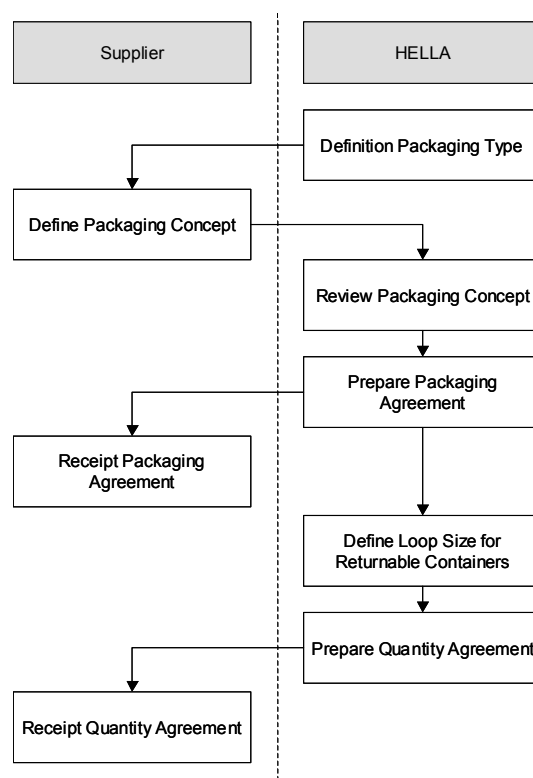 Supplier
HELLA
Definition Packaging Type
Define Packaging Concept
Review Packaging Concept
Prepare Packaging
Agreement
Receipt Packaging
Agreement
Define Loop Size for
Returnable Containers
Prepare Quantity Agreement
Receipt Quantity Agreement